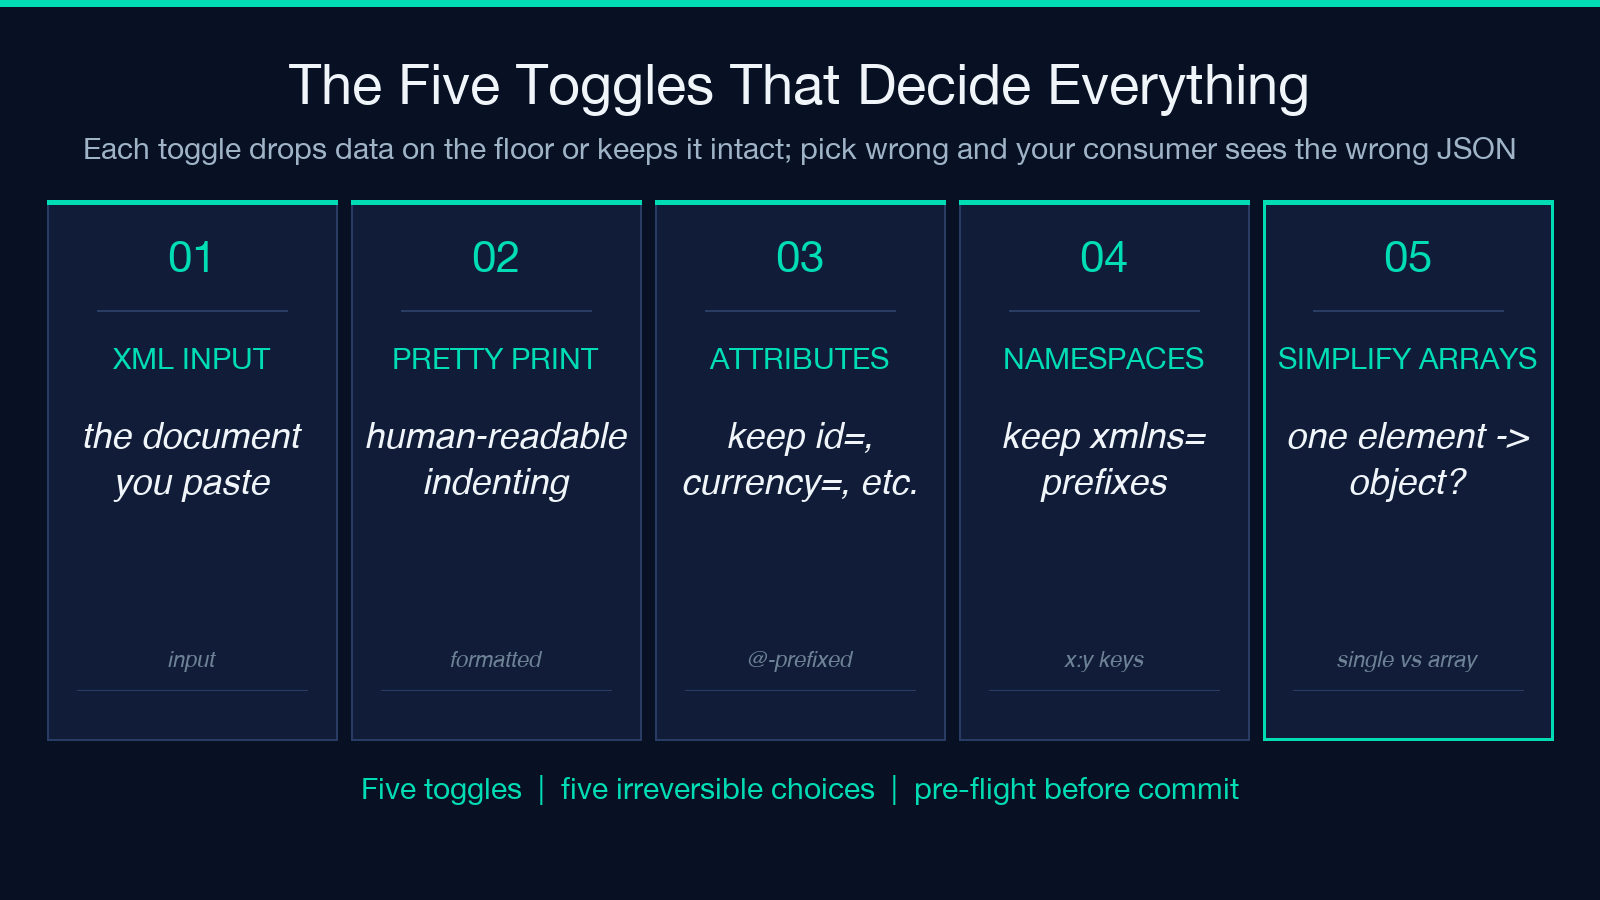 The Five Toggles That Decide Everything
Each toggle drops data on the floor or keeps it intact; pick wrong and your consumer sees the wrong JSON
01
XML INPUT
the document
you paste
input
02
PRETTY PRINT
human-readable
indenting
formatted
03
ATTRIBUTES
keep id=,
currency=, etc.
@-prefixed
04
NAMESPACES
keep xmlns=
prefixes
x:y keys
05
SIMPLIFY ARRAYS
one element ->
object?
single vs array
Five toggles | five irreversible choices | pre-flight before commit